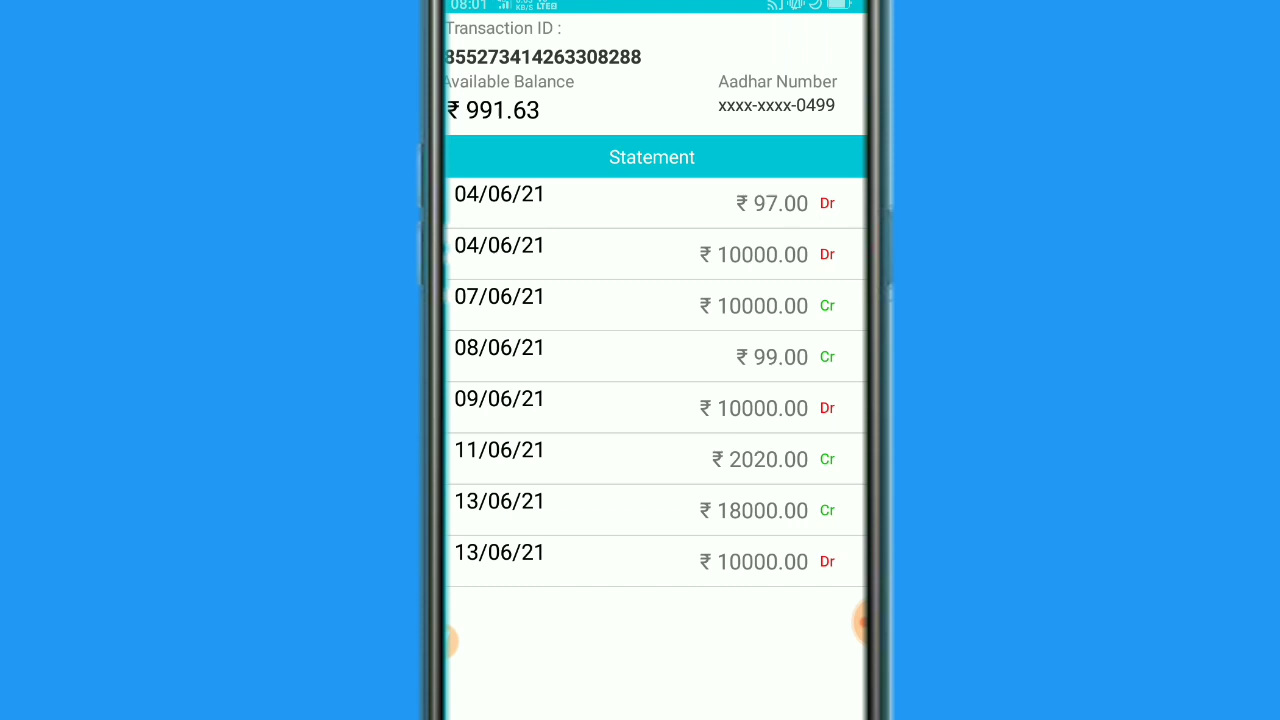 08:01 KB/S LTE
Transaction ID :
855273414263308288
Available Balance Aadhar Number
₹ 991.63 xxxx-xxxx-0499
Statement
04/06/21 ₹ 97.00 Dr
04/06/21 ₹ 10000.00 Dr
07/06/21 ₹ 10000.00 Cr
08/06/21 ₹ 99.00 Cr
09/06/21 ₹ 10000.00 Dr
11/06/21 ₹ 2020.00 Cr
13/06/21 ₹ 18000.00 Cr
13/06/21 ₹ 10000.00 Dr